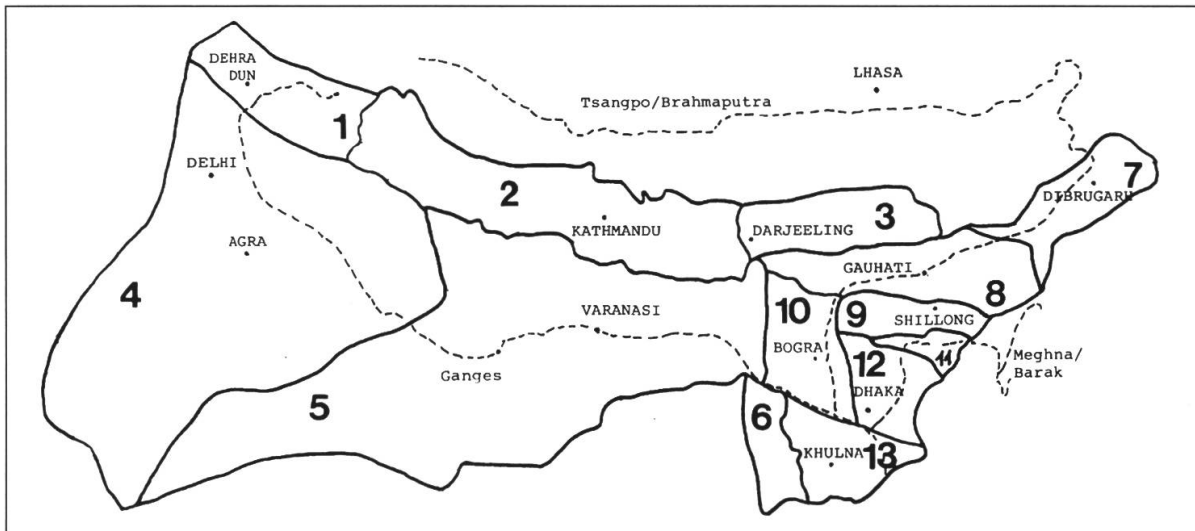 DEHRA
DUN
LHASA
Tsangpo/Brahmaputra
1
DELHI
7
DIBRUGARH
2
3
KATHMANDU
DARJEELING
AGRA
GAUHATI
4
8
10
9
VARANASI
SHILLONG
BOGRA
12
11
Meghna/
Barak
Ganges
DHAKA
5
6
KHULNA
13